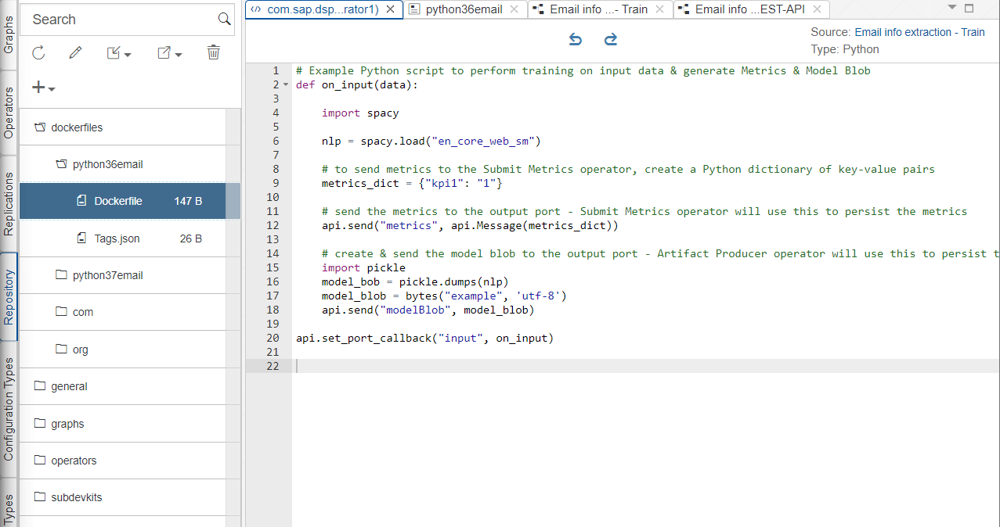 Graphs
Operators
Replications
Repository
Configuration Types
Types
Search
dockerfiles
python36email
Dockerfile 147 B
Tags.json 26 B
python37email
com
org
general
graphs
operators
subdevkits
com.sap.dsp...rator1)
python36email
Email info ...- Train
Email info ...EST-API
Source: Email info extraction - Train
Type: Python
1 # Example Python script to perform training on input data & generate Metrics & Model Blob
2 def on_input(data):
3
4 import spacy
5
6 nlp = spacy.load("en_core_web_sm")
7
8 # to send metrics to the Submit Metrics operator, create a Python dictionary of key-value pairs
9 metrics_dict = {"kpi1": "1"}
10
11 # send the metrics to the output port - Submit Metrics operator will use this to persist the metrics
12 api.send("metrics", api.Message(metrics_dict))
13
14 # create & send the model blob to the output port - Artifact Producer operator will use this to persist t
15 import pickle
16 model_bob = pickle.dumps(nlp)
17 model_blob = bytes("example", 'utf-8')
18 api.send("modelBlob", model_blob)
19
20 api.set_port_callback("input", on_input)
21
22